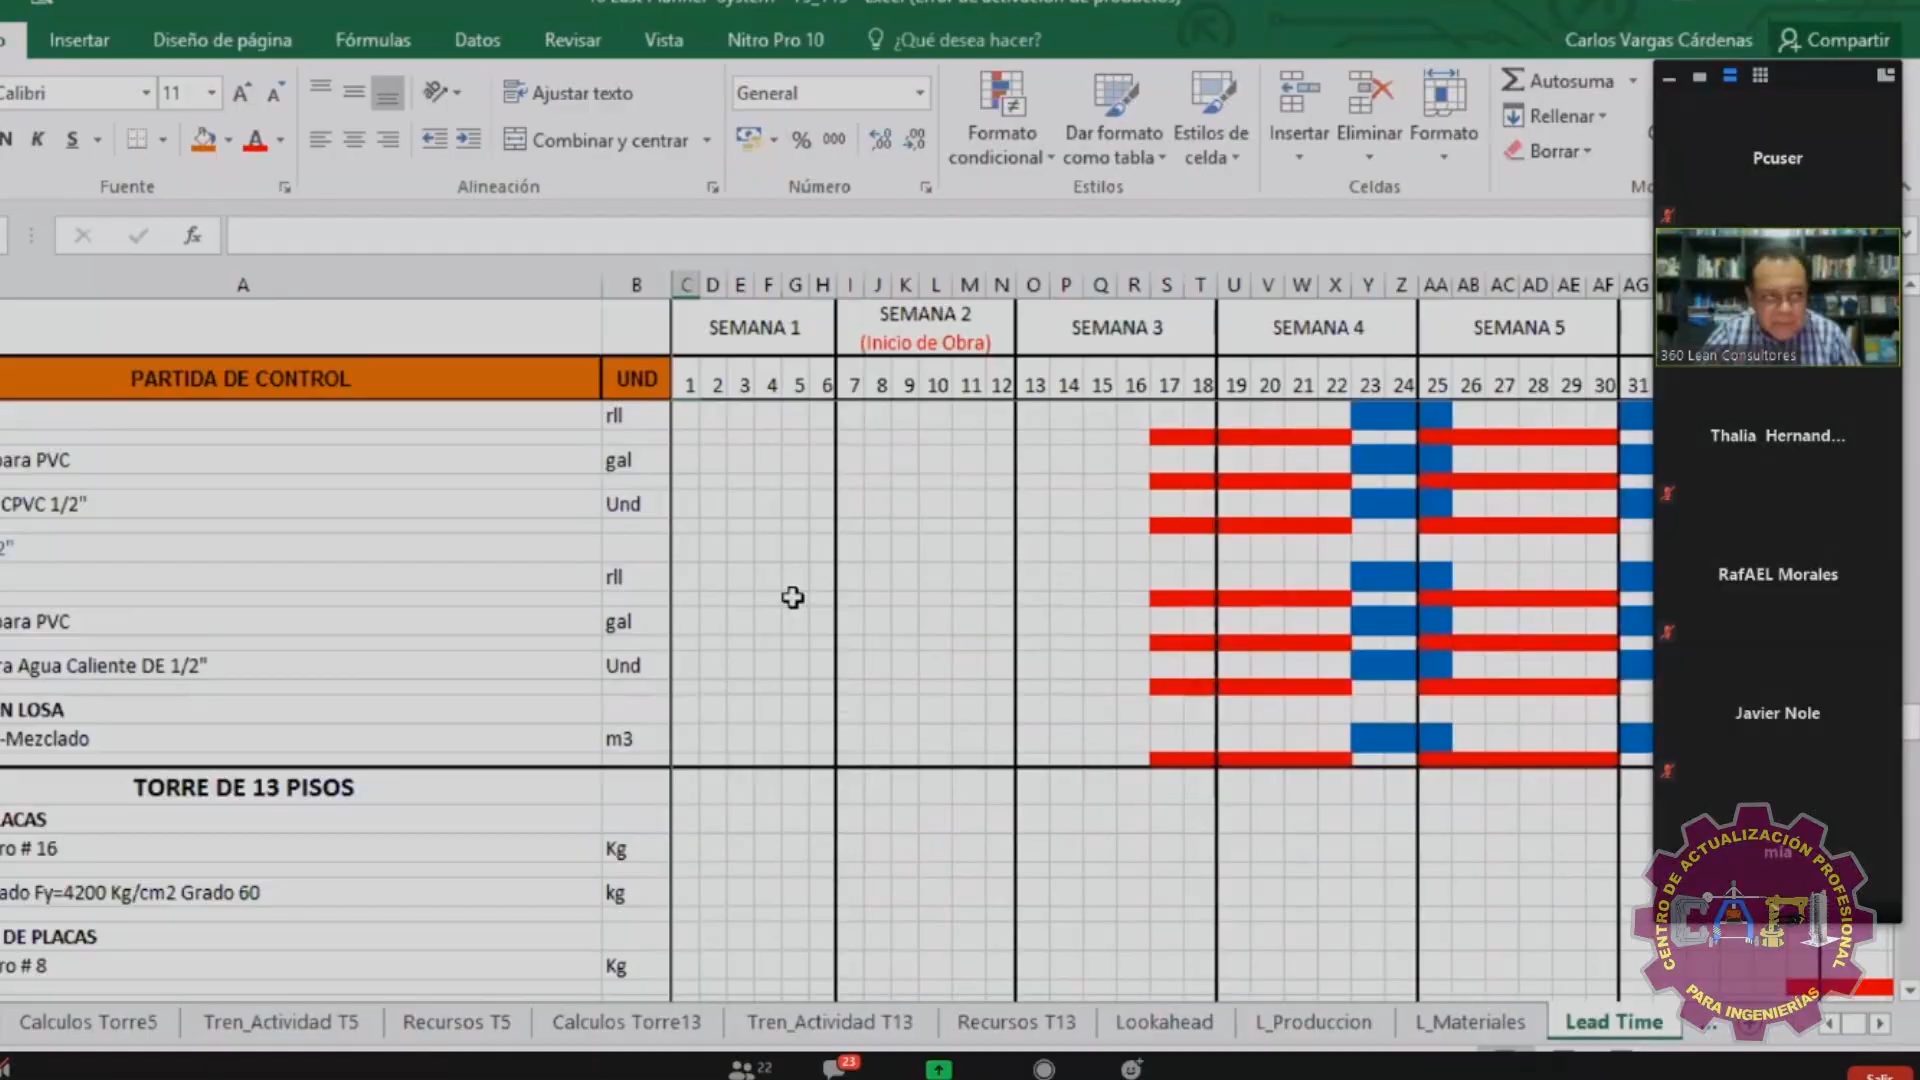 Insertar Diseño de página Fórmulas Datos Revisar Vista Nitro Pro 10 ¿Qué desea hacer? Carlos Vargas Cárdenas Compartir
Calibri 11 Ajustar texto General Autosuma
Formato condicional Dar formato como tabla Estilos de celda Insertar Eliminar Formato Rellenar
N K S Combinar y centrar % 000 Borrar
Fuente Alineación Número Estilos Celdas
fx
A B C D E F G H I J K L M N O P Q R S T U V W X Y Z AA AB AC AD AE AF AG
SEMANA 1 SEMANA 2 SEMANA 3 SEMANA 4 SEMANA 5
(Inicio de Obra)
PARTIDA DE CONTROL UND 1 2 3 4 5 6 7 8 9 10 11 12 13 14 15 16 17 18 19 20 21 22 23 24 25 26 27 28 29 30 31
rll
para PVC gal
CPVC 1/2" Und
2"
rll
para PVC gal
ra Agua Caliente DE 1/2" Und
N LOSA
-Mezclado m3
TORRE DE 13 PISOS
LACAS
ro # 16 Kg
ado Fy=4200 Kg/cm2 Grado 60 kg
DE PLACAS
ro # 8 Kg
Calculos Torre5 Tren_Actividad T5 Recursos T5 Calculos Torre13 Tren_Actividad T13 Recursos T13 Lookahead L_Produccion L_Materiales Lead Time ...
22 23
Pcuser
360 Lean Consultores
Thalia Hernand...
RafAEL Morales
Javier Nole
mia
CENTRO DE ACTUALIZACIÓN PROFESIONAL
CAPI
PARA INGENIERÍAS
Salir